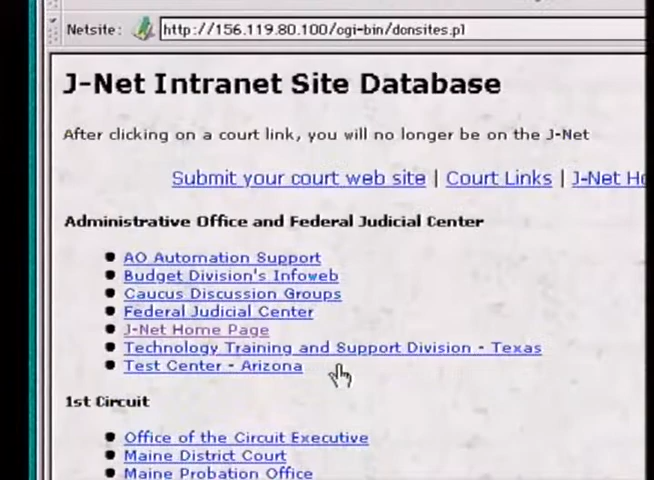 Netsite: http://156.119.80.100/cgi-bin/donsites.pl
J-Net Intranet Site Database
After clicking on a court link, you will no longer be on the J-Net
Submit your court web site | Court Links | J-Net Ho
Administrative Office and Federal Judicial Center
AO Automation Support
Budget Division's Infoweb
Caucus Discussion Groups
Federal Judicial Center
J-Net Home Page
Technology Training and Support Division - Texas
Test Center - Arizona
1st Circuit
Office of the Circuit Executive
Maine District Court
Maine Probation Office